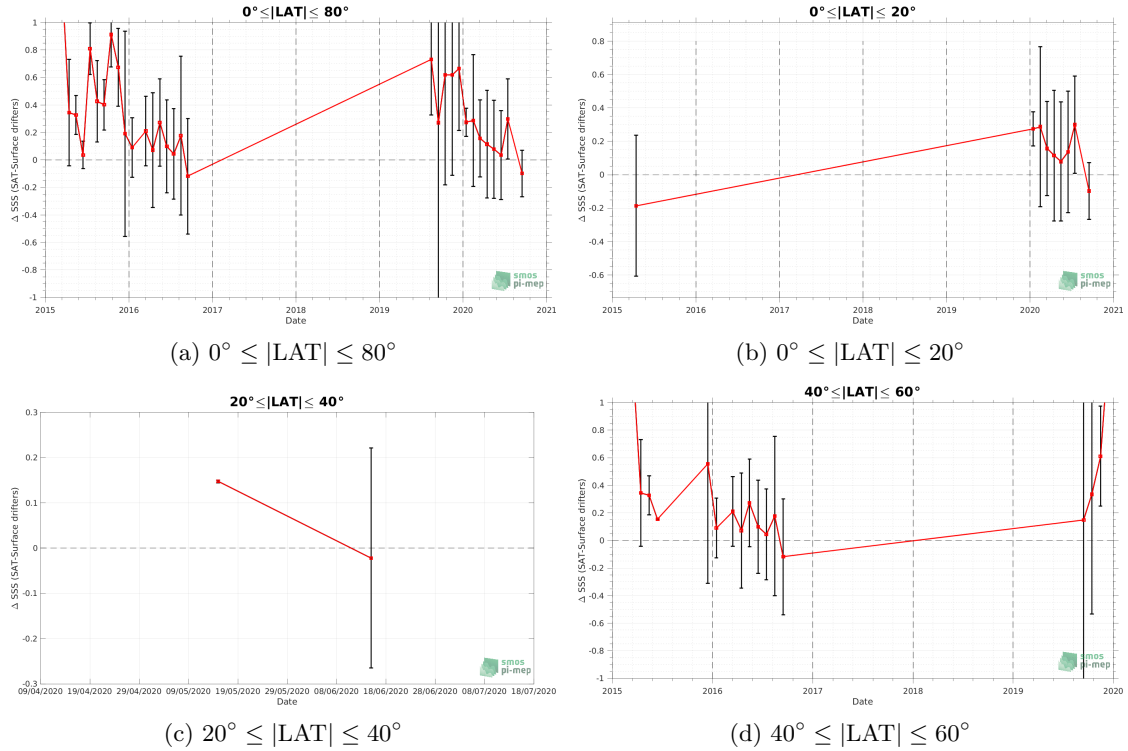 0°≤|LAT|≤ 80°
1
0.8
0.6
0.4
0.2
0
-0.2
-0.4
-0.6
-0.8
-1
Δ SSS (SAT-Surface drifters)
2015 2016 2017 2018 2019 2020 2021
Date
smos
pi-mep
(a) 0° ≤ |LAT| ≤ 80°
0°≤|LAT|≤ 20°
0.8
0.6
0.4
0.2
0
-0.2
0.4
-0.6
Δ SSS (SAT-Surface drifters)
2015 2016 2017 2018 2019 2020 2021
Date
smos
pi-mep
(b) 0° ≤ |LAT| ≤ 20°
20°≤|LAT|≤ 40°
0.3
0.2
0.1
0
-0.1
-0.2
-0.3
Δ SSS (SAT-Surface drifters)
09/04/2020 19/04/2020 29/04/2020 09/05/2020 19/05/2020 29/05/2020 08/06/2020 18/06/2020 28/06/2020 08/07/2020 18/07/2020
Date
smos
pi-mep
(c) 20° ≤ |LAT| ≤ 40°
40°≤|LAT|≤ 60°
1
0.8
0.6
0.4
0.2
0
-0.2
-0.4
-0.6
-0.8
-1
Δ SSS (SAT-Surface drifters)
2015 2016 2017 2018 2019 2020
Date
smos
pi-mep
(d) 40° ≤ |LAT| ≤ 60°